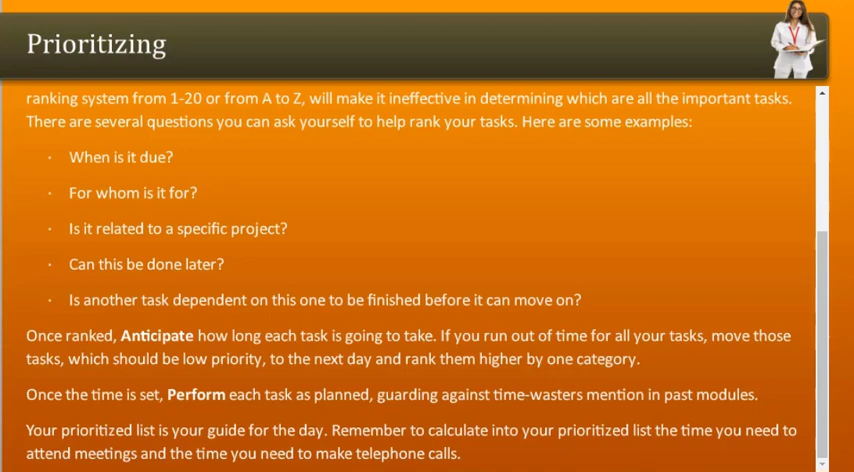 Prioritizing
ranking system from 1-20 or from A to Z, will make it ineffective in determining which are all the important tasks.
There are several questions you can ask yourself to help rank your tasks. Here are some examples:
· When is it due?
· For whom is it for?
· Is it related to a specific project?
· Can this be done later?
· Is another task dependent on this one to be finished before it can move on?
Once ranked, Anticipate how long each task is going to take. If you run out of time for all your tasks, move those
tasks, which should be low priority, to the next day and rank them higher by one category.
Once the time is set, Perform each task as planned, guarding against time-wasters mention in past modules.
Your prioritized list is your guide for the day. Remember to calculate into your prioritized list the time you need to
attend meetings and the time you need to make telephone calls.